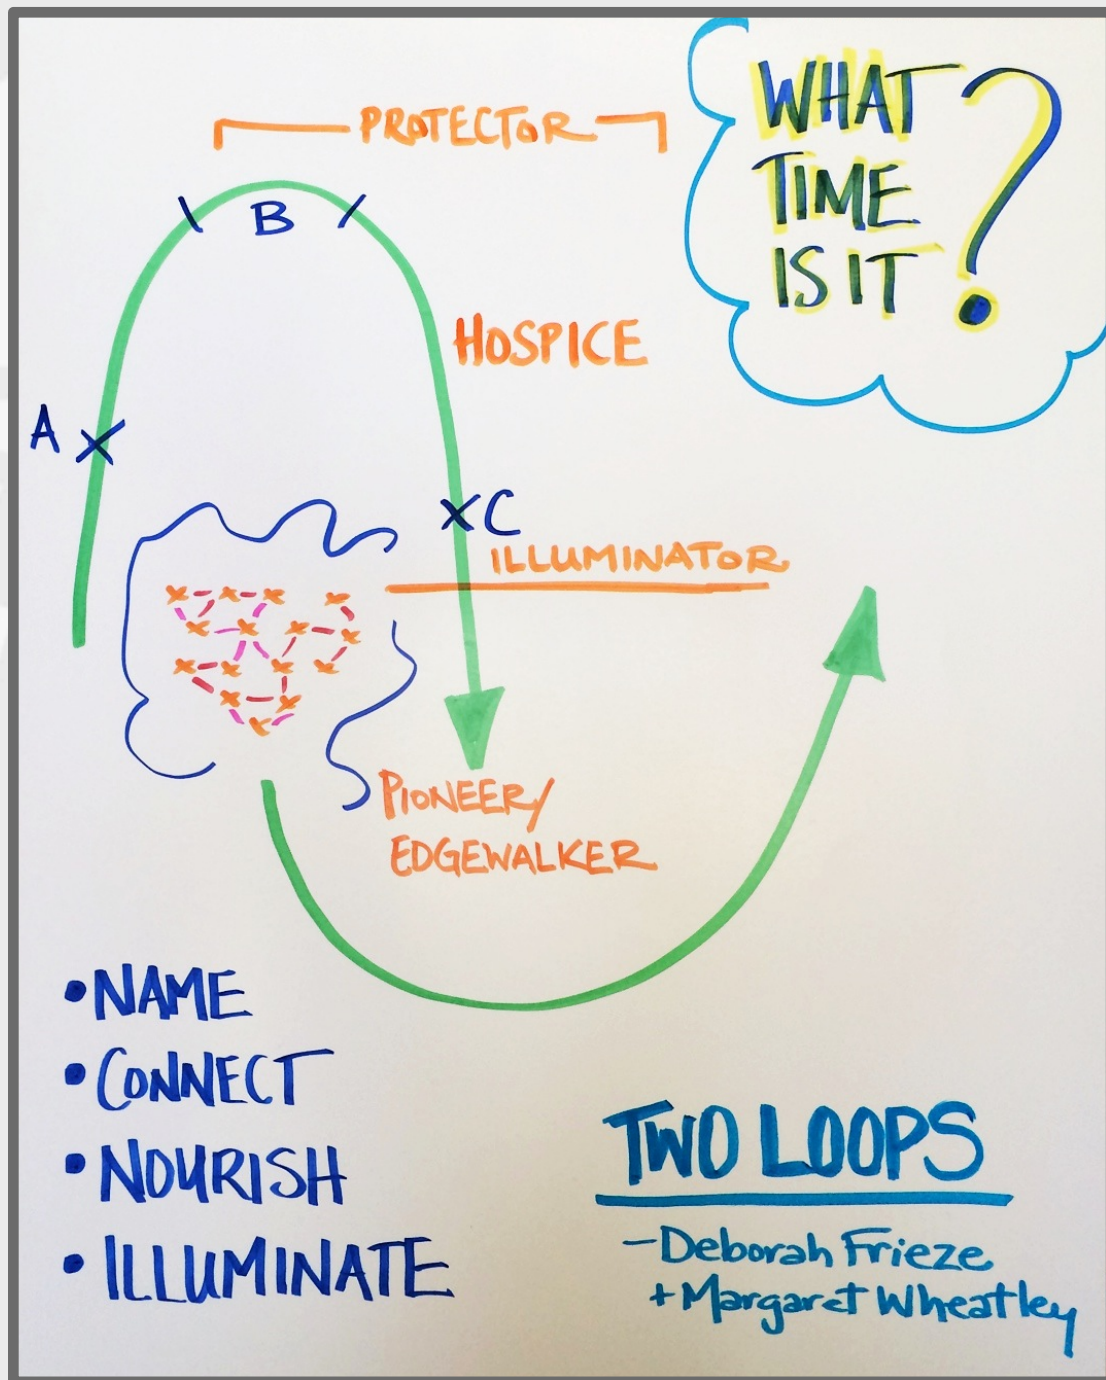 WHAT
TIME
IS IT?
PROTECTOR
B
HOSPICE
A
C
ILLUMINATOR
PIONEER/
EDGEWALKER
• NAME
• CONNECT
• NOURISH
• ILLUMINATE
TWO LOOPS
- Deborah Frieze
+ Margaret Wheatley